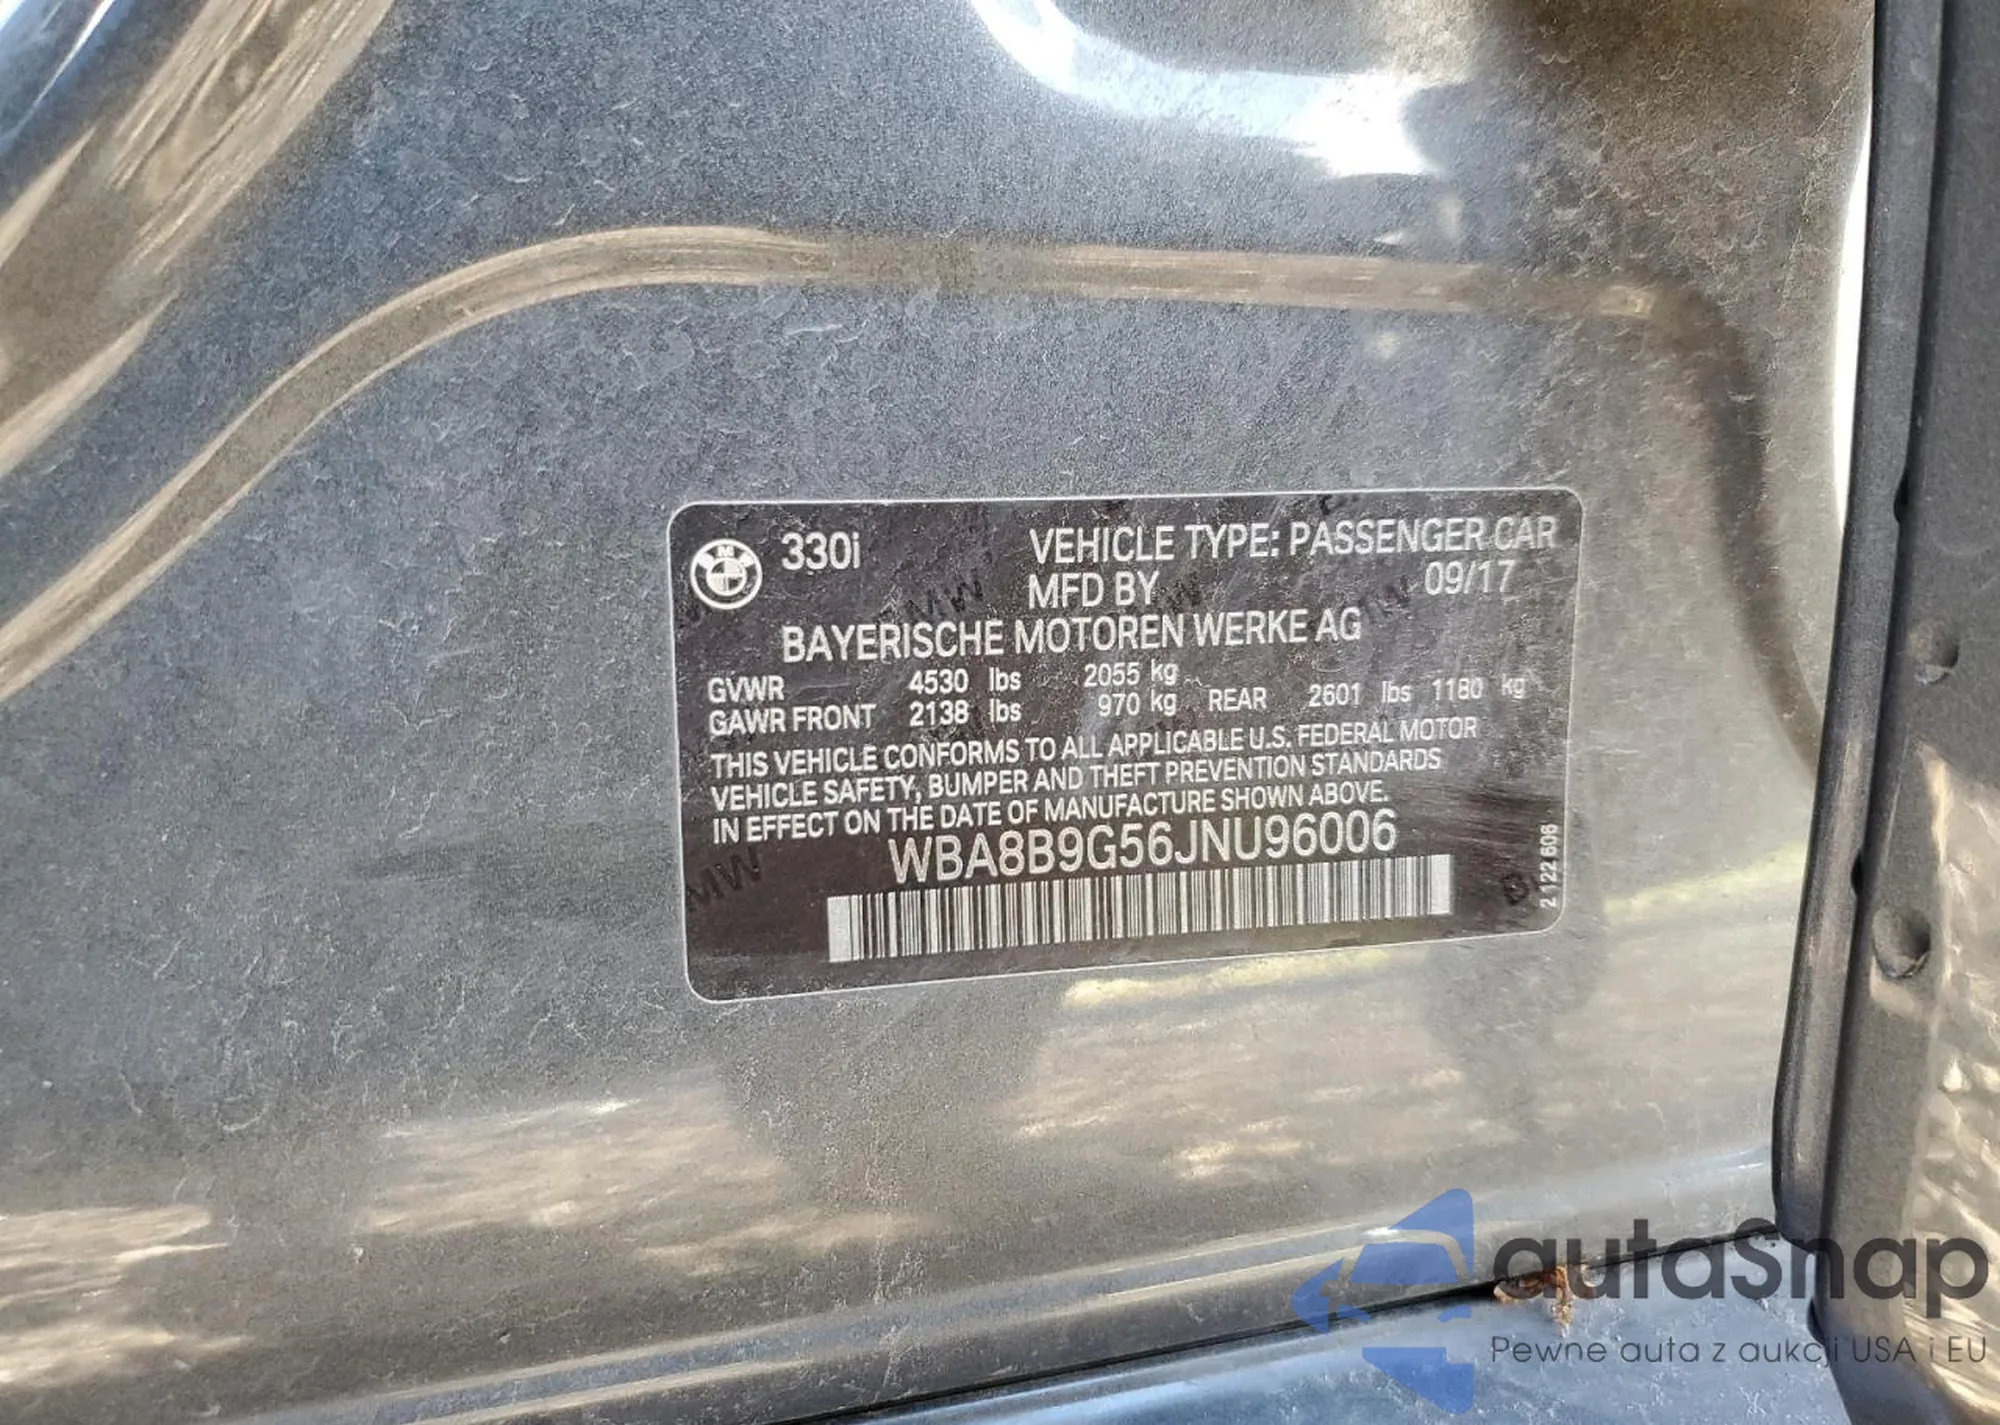 330i VEHICLE TYPE: PASSENGER CAR
MFD BY 09/17
BAYERISCHE MOTOREN WERKE AG
GVWR 4530 lbs 2055 kg
GAWR FRONT 2138 lbs 970 kg REAR 2601 lbs 1180 kg
THIS VEHICLE CONFORMS TO ALL APPLICABLE U.S. FEDERAL MOTOR
VEHICLE SAFETY, BUMPER AND THEFT PREVENTION STANDARDS
IN EFFECT ON THE DATE OF MANUFACTURE SHOWN ABOVE.
WBA8B9G56JNU96006
2 122 606
autaSnap
Pewne auta z aukcji USA i EU